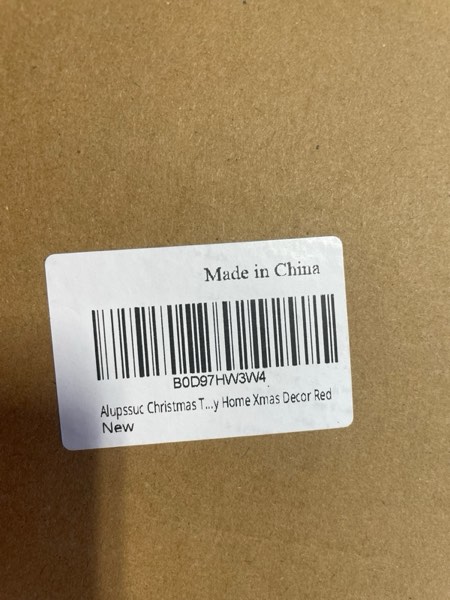 Made in China
B0D97HW3W4
Alupssuc Christmas T...y Home Xmas Decor Red
New